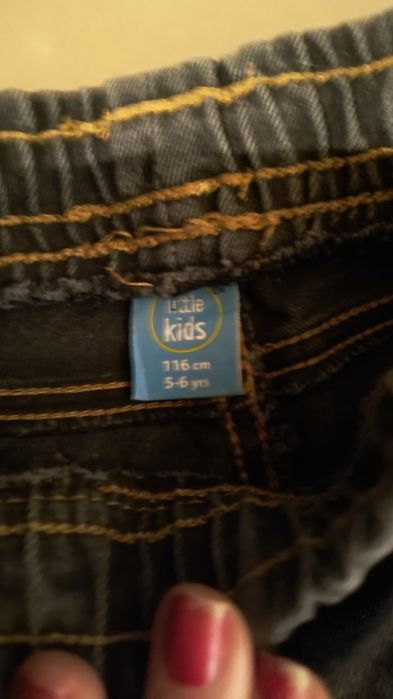 little
kids
116 cm
5-6 yrs